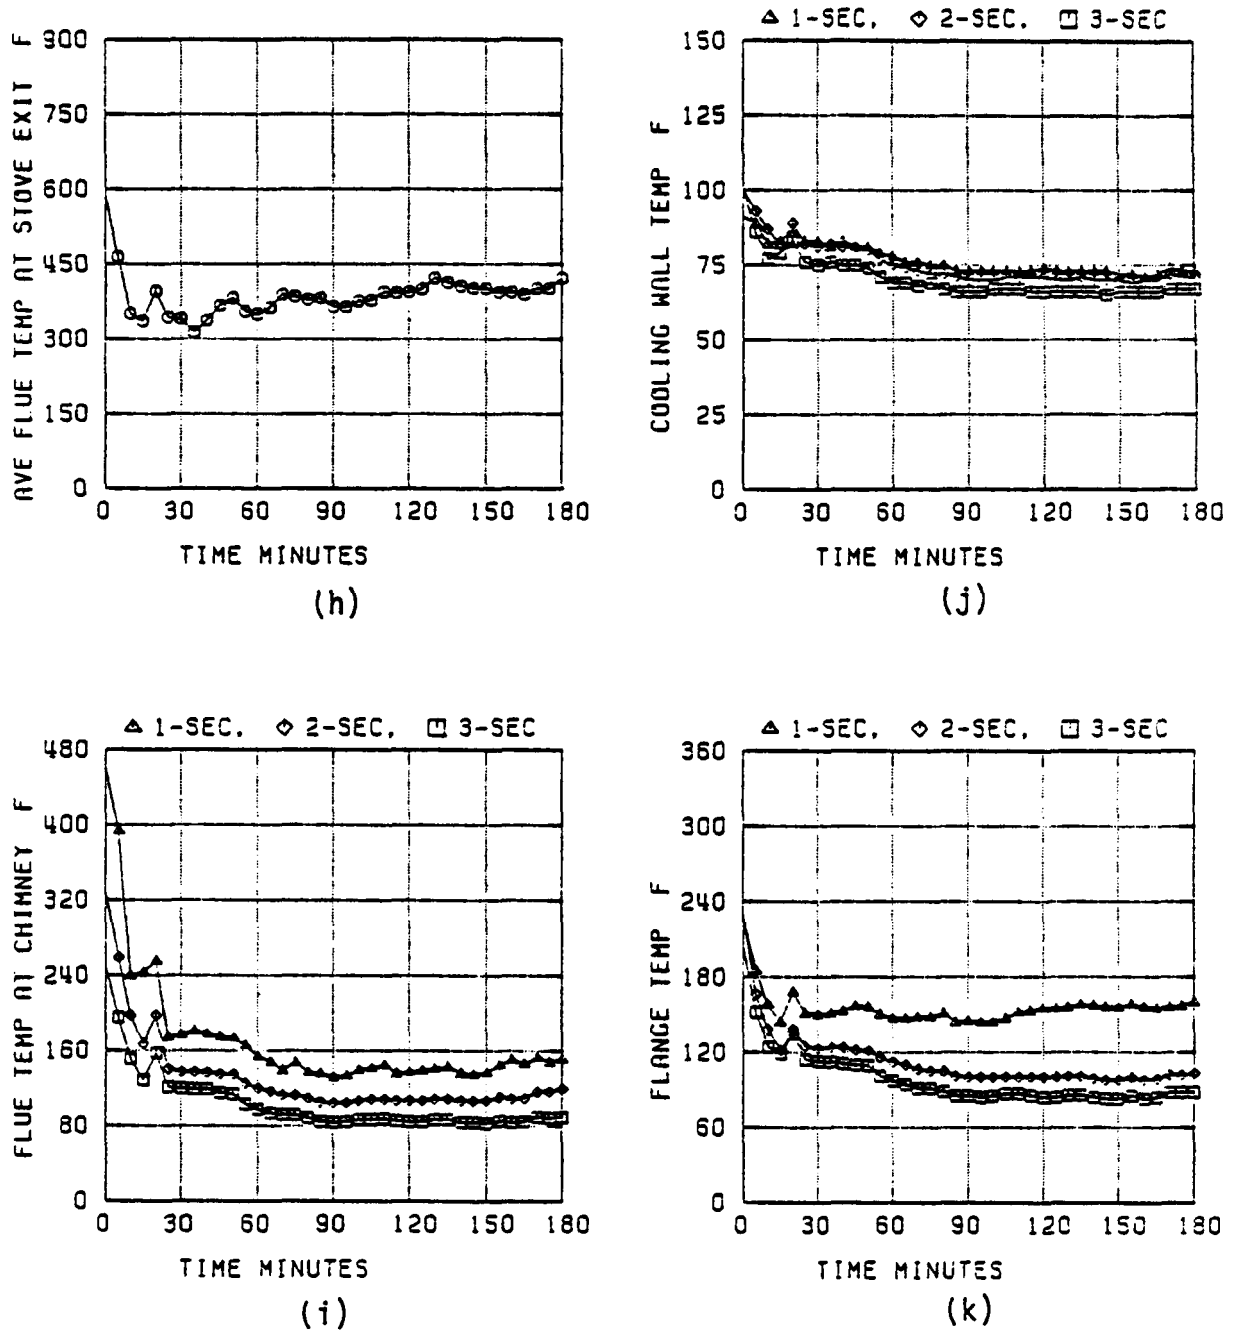 AVE FLUE TEMP AT STOVE EXIT F
900
750
600
450
300
150
0
0 30 60 90 120 150 180
TIME MINUTES
(h)
1-SEC, 2-SEC, 3-SEC
COOLING WALL TEMP F
150
125
100
75
50
25
0
0 30 60 90 120 150 180
TIME MINUTES
(j)
1-SEC, 2-SEC, 3-SEC
FLUE TEMP AT CHIMNEY F
480
400
320
240
160
80
0
0 30 60 90 120 150 180
TIME MINUTES
(i)
1-SEC, 2-SEC, 3-SEC
FLANGE TEMP F
360
300
240
180
120
60
0
0 30 60 90 120 150 180
TIME MINUTES
(k)